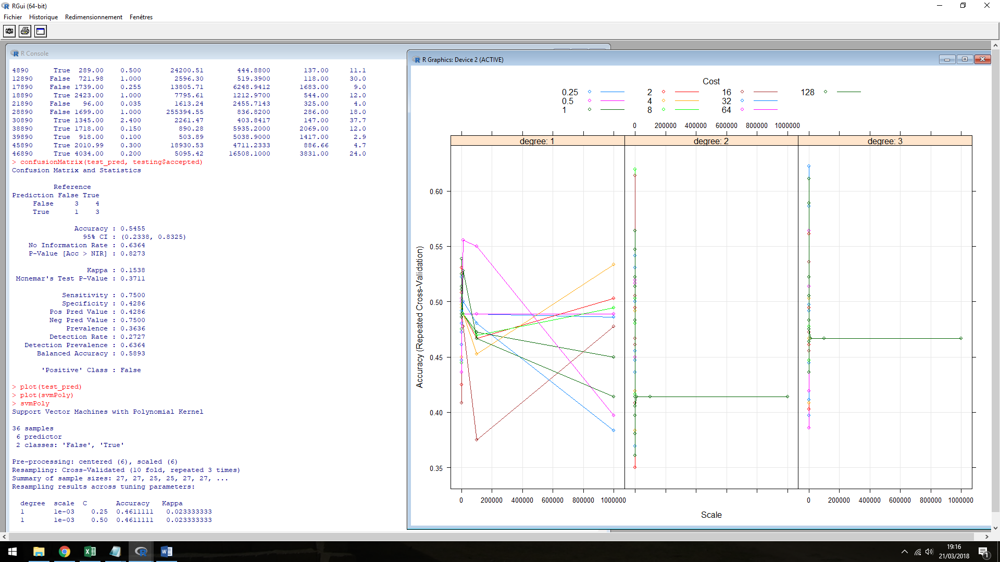 RGui (64-bit)
Fichier Historique Redimensionnement Fenêtres
R Console
4890 True 289.00 0.500 24200.51 444.8800 137.00 11.1
12890 False 721.98 1.000 2596.30 519.3900 118.00 30.0
17890 False 1739.00 0.255 13805.71 6248.9412 1683.00 9.0
18890 True 2423.00 1.000 7795.61 1212.9700 544.00 12.0
21890 False 96.00 0.035 1613.24 2455.7143 325.00 4.0
28890 False 1699.00 1.000 255394.55 836.8200 286.00 18.0
30890 True 1345.00 2.400 2261.47 403.8417 147.00 37.7
38890 True 1718.00 0.150 890.28 5935.2000 2069.00 12.0
39890 True 918.00 0.100 503.89 5038.9000 1417.00 2.9
45890 True 2010.99 0.300 18930.53 4711.2333 886.66 4.7
46890 True 4034.00 0.200 5095.42 16508.1000 3831.00 24.0
> confusionMatrix(test_pred, testing$accepted)
Confusion Matrix and Statistics
Reference
Prediction False True
False 3 4
True 1 3
Accuracy : 0.5455
95% CI : (0.2338, 0.8325)
No Information Rate : 0.6364
P-Value [Acc > NIR] : 0.8273
Kappa : 0.1538
Mcnemar's Test P-Value : 0.3711
Sensitivity : 0.7500
Specificity : 0.4286
Pos Pred Value : 0.4286
Neg Pred Value : 0.7500
Prevalence : 0.3636
Detection Rate : 0.2727
Detection Prevalence : 0.6364
Balanced Accuracy : 0.5893
'Positive' Class : False
> plot(test_pred)
> plot(svmPoly)
> svmPoly
Support Vector Machines with Polynomial Kernel
36 samples
6 predictor
2 classes: 'False', 'True'
Pre-processing: centered (6), scaled (6)
Resampling: Cross-Validated (10 fold, repeated 3 times)
Summary of sample sizes: 27, 27, 25, 25, 27, 27, ...
Resampling results across tuning parameters:
degree scale C Accuracy Kappa
1 1e-03 0.25 0.4611111 0.023333333
1 1e-03 0.50 0.4611111 0.023333333
R Graphics: Device 2 (ACTIVE)
Cost
0.25 2 16 128
0.5 4 32
1 8 64
0 200000 400000 600000 800000 1000000
degree: 1 degree: 2 degree: 3
0.60
0.55
0.50
0.45
0.40
0.35
Accuracy (Repeated Cross-Validation)
0 200000 400000 600000 800000 1000000 0 200000 400000 600000 800000 1000000
Scale
19:16
21/03/2018
1